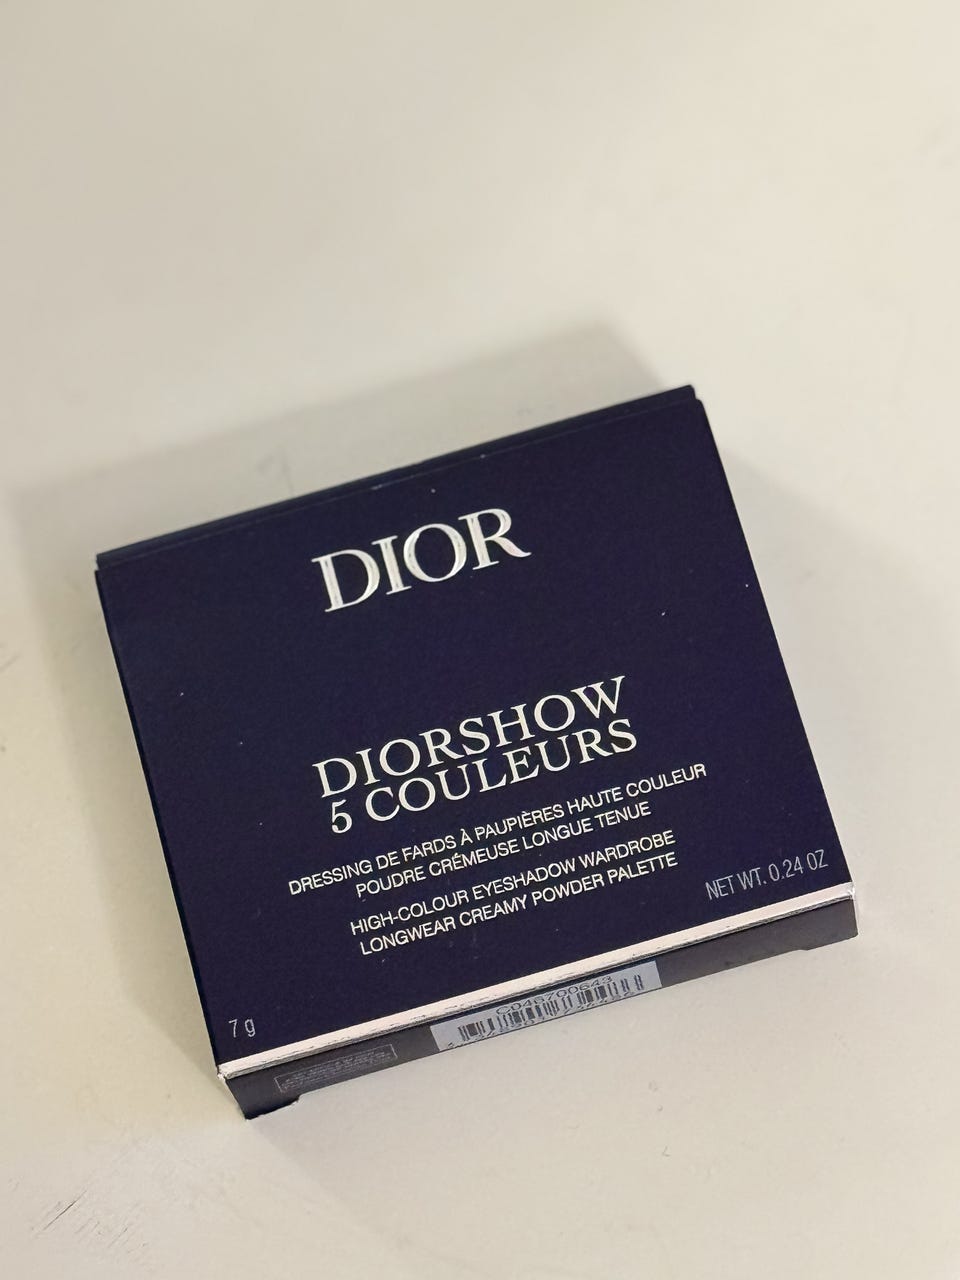 DIOR
DIORSHOW
5 COULEURS
DRESSING DE FARDS À PAUPIÈRES HAUTE COULEUR
POUDRE CRÉMEUSE LONGUE TENUE
HIGH-COLOUR EYESHADOW WARDROBE
LONGWEAR CREAMY POWDER PALETTE
NET WT. 0.24 OZ
7 g
C046700643